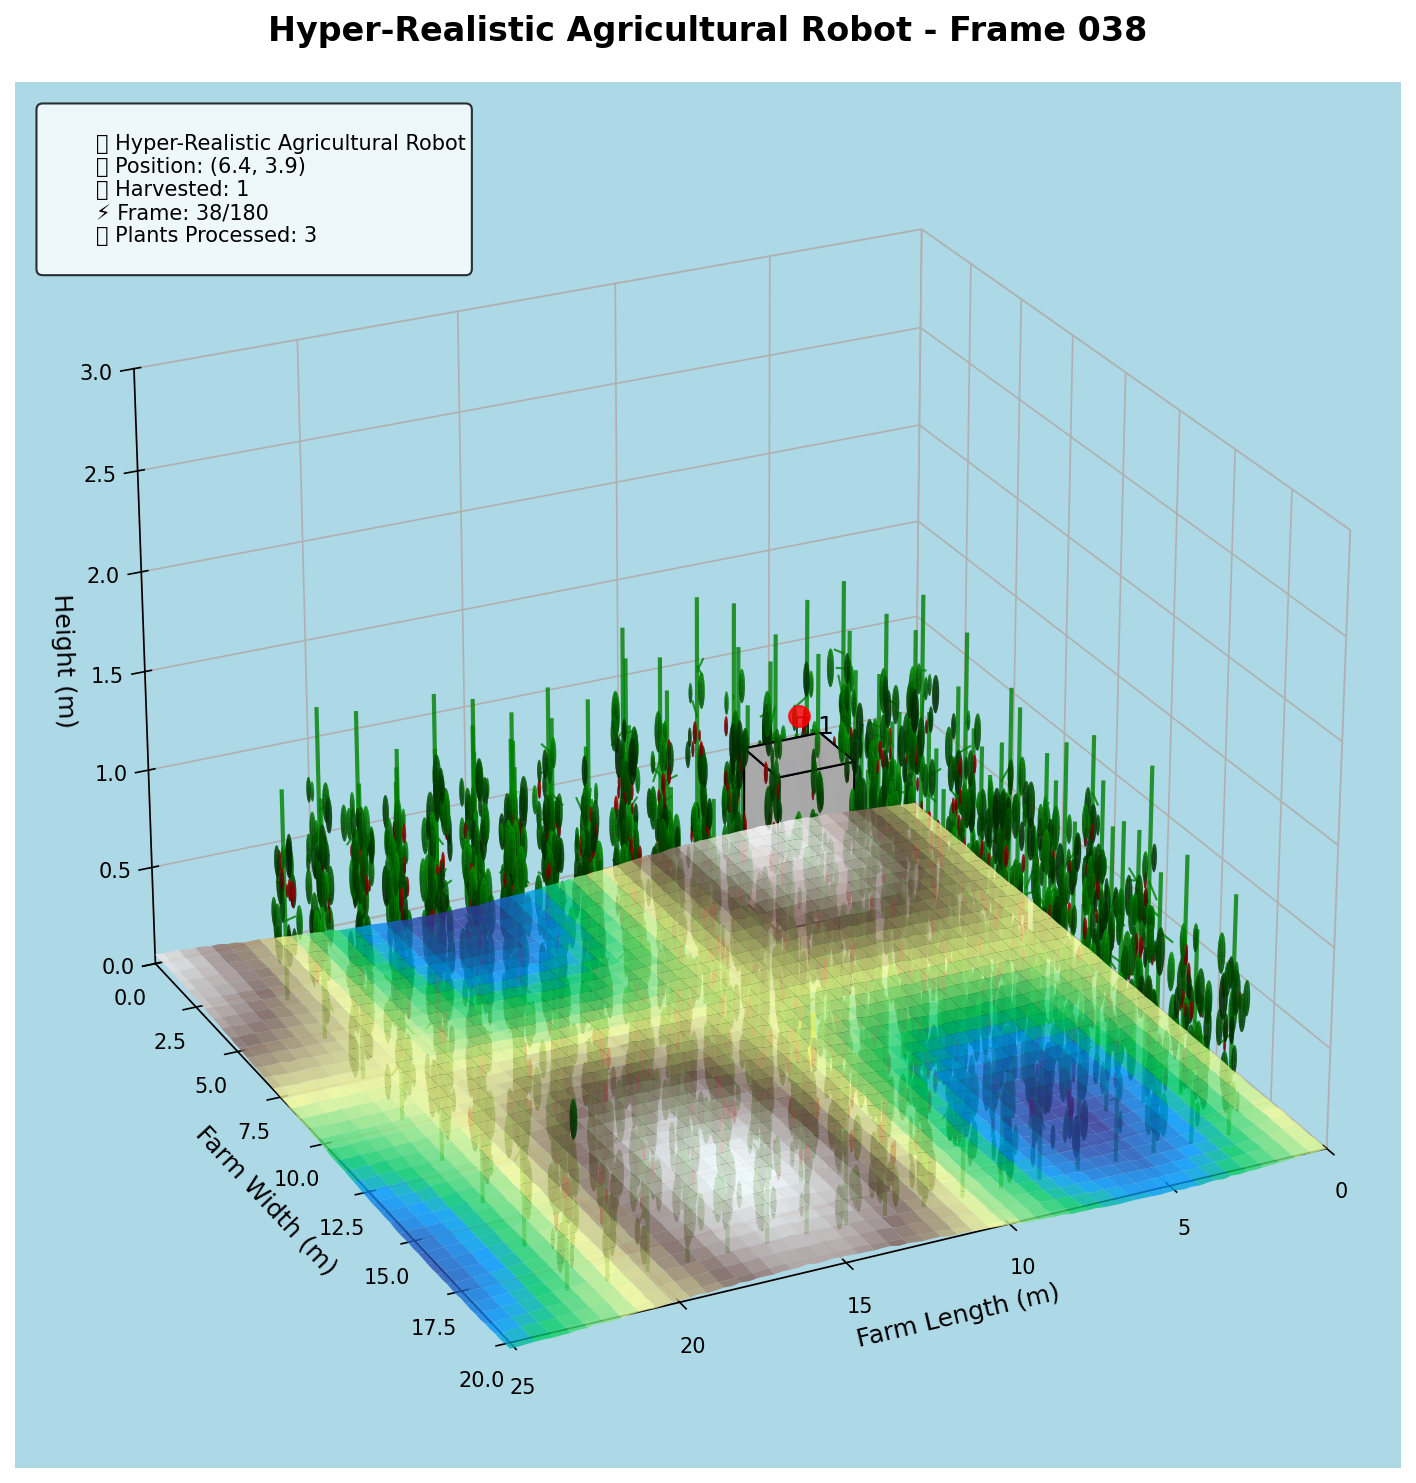 Hyper-Realistic Agricultural Robot - Frame 038
Hyper-Realistic Agricultural Robot
Position: (6.4, 3.9)
Harvested: 1
⚡ Frame: 38/180
Plants Processed: 3
3.0
2.5
2.0
1.5
1.0
0.5
0.0
Height (m)
0.0
2.5
5.0
7.5
10.0
12.5
15.0
17.5
20.0
Farm Width (m)
25
20
15
10
5
0
Farm Length (m)
1